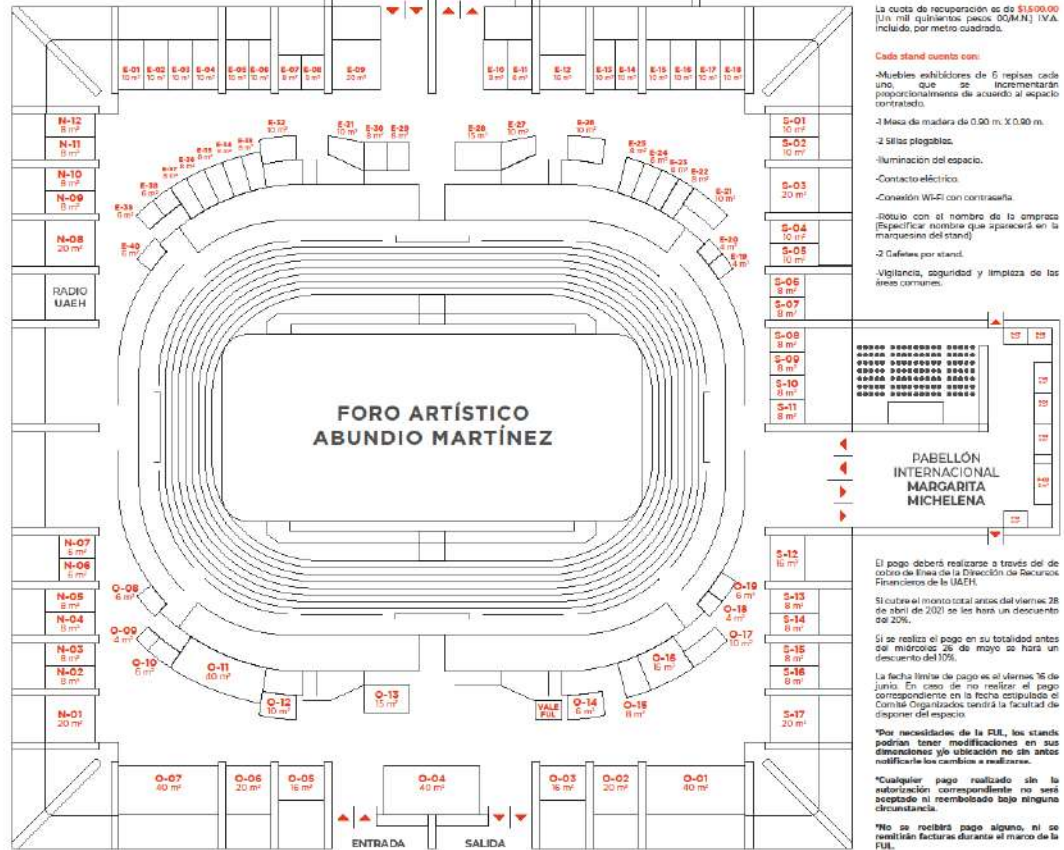 La cuota de recuperación es de $1,500.00
(Un mil quinientos pesos 00/M.N.) I.V.A.
incluido, por metro cuadrado.
Cada stand cuenta con:
-Muebles exhibidores de 6 repisas cada
uno, que se incrementarán
proporcionalmente de acuerdo al espacio
contratado.
-1 Mesa de madera de 0.90 m. X 0.90 m.
-2 Sillas plegables.
-Iluminación del espacio.
-Contacto eléctrico.
-Conexión Wi-Fi con contraseña.
-Rótulo con el nombre de la empresa
(Especificar nombre que aparecerá en la
marquesina del stand)
-2 Gafetes por stand.
-Vigilancia, seguridad y limpieza de las
áreas comunes.
E-01
10 m²
E-02
10 m²
E-03
10 m²
E-04
10 m²
E-05
10 m²
E-06
10 m²
E-07
8 m²
E-08
8 m²
E-09
20 m²
E-10
8 m²
E-11
8 m²
E-12
16 m²
E-13
10 m²
E-14
10 m²
E-15
10 m²
E-16
10 m²
E-17
10 m²
E-18
10 m²
N-12
8 m²
N-11
8 m²
N-10
8 m²
N-09
8 m²
N-08
20 m²
RADIO
UAEH
E-32
10 m²
E-31
10 m²
E-30
8 m²
E-29
8 m²
E-28
15 m²
E-27
10 m²
E-26
10 m²
E-25
8 m²
E-24
8 m²
E-23
8 m²
E-22
8 m²
E-21
10 m²
E-20
4 m²
E-19
4 m²
E-36
E-37
E-38
6 m²
E-39
6 m²
E-40
6 m²
S-01
10 m²
S-02
10 m²
S-03
20 m²
S-04
10 m²
S-05
10 m²
S-06
8 m²
S-07
8 m²
S-08
8 m²
S-09
8 m²
S-10
8 m²
S-11
8 m²
FORO ARTÍSTICO
ABUNDIO MARTÍNEZ
PABELLÓN
INTERNACIONAL
MARGARITA
MICHELENA
N-07
6 m²
N-06
6 m²
N-05
8 m²
N-04
8 m²
N-03
8 m²
N-02
8 m²
N-01
20 m²
O-08
6 m²
O-09
4 m²
O-10
6 m²
O-11
40 m²
O-12
10 m²
O-13
15 m²
VALE
FUL
O-14
6 m²
O-15
8 m²
O-16
16 m²
O-17
10 m²
O-18
4 m²
O-19
6 m²
S-12
16 m²
S-13
8 m²
S-14
8 m²
S-15
8 m²
S-16
8 m²
S-17
20 m²
O-07
40 m²
O-06
20 m²
O-05
16 m²
O-04
40 m²
O-03
16 m²
O-02
20 m²
O-01
40 m²
ENTRADA
SALIDA
El pago deberá realizarse a través del de
cobro de línea de la Dirección de Recursos
Financieros de la UAEH.
Si cubre el monto total antes del viernes 28
de abril de 2021 se les hará un descuento
del 20%.
Si se realiza el pago en su totalidad antes
del miércoles 26 de mayo se hará un
descuento del 10%.
La fecha límite de pago es el viernes 16 de
junio. En caso de no realizar el pago
correspondiente en la fecha estipulada el
Comité Organizados tendrá la facultad de
disponer del espacio.
*Por necesidades de la FUL, los stands
podrían tener modificaciones en sus
dimensiones y/o ubicación no sin antes
notificarle los cambios a realizarse.
*Cualquier pago realizado sin la
autorización correspondiente no será
aceptado ni reembolsado bajo ninguna
circunstancia.
*No se recibirá pago alguno, ni se
remitirán facturas durante el marco de la
FUL.